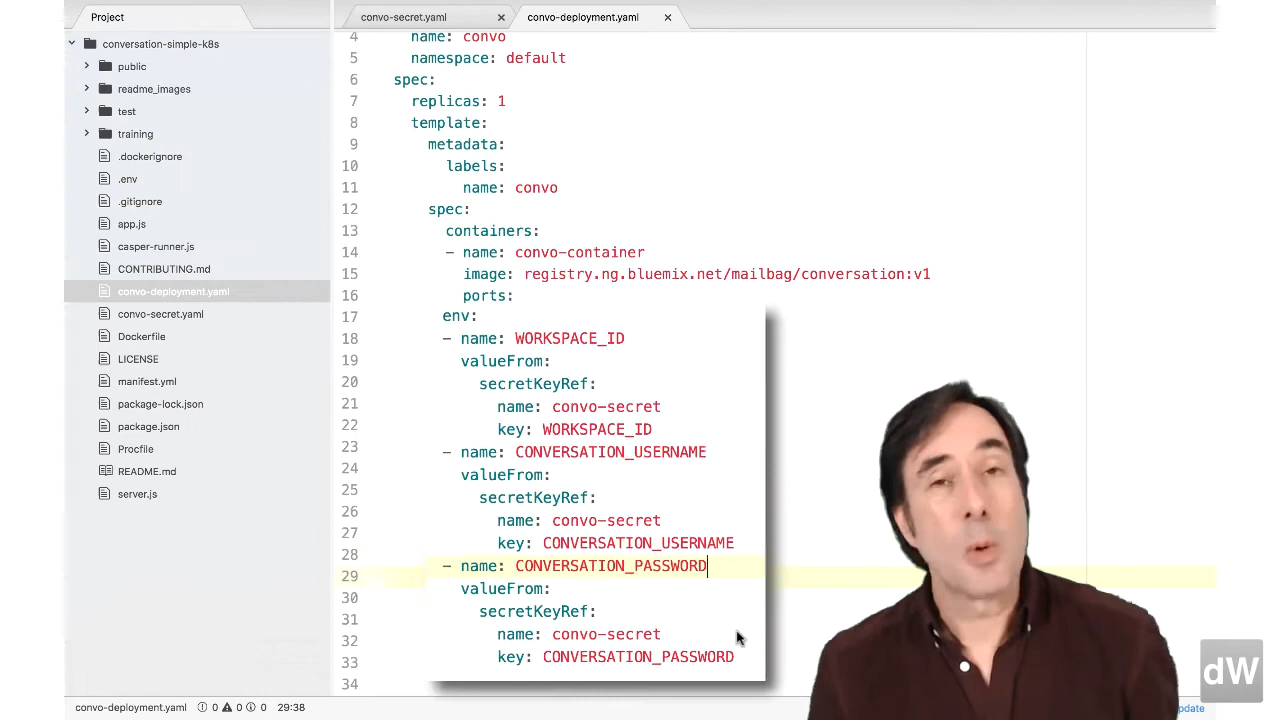 Project
convo-secret.yaml
convo-deployment.yaml
conversation-simple-k8s
public
readme_images
test
training
.dockerignore
.env
.gitignore
app.js
casper-runner.js
CONTRIBUTING.md
convo-deployment.yaml
convo-secret.yaml
Dockerfile
LICENSE
manifest.yml
package-lock.json
package.json
Procfile
README.md
server.js
4 name: convo
5 namespace: default
6 spec:
7 replicas: 1
8 template:
9 metadata:
10 labels:
11 name: convo
12 spec:
13 containers:
14 - name: convo-container
15 image: registry.ng.bluemix.net/mailbag/conversation:v1
16 ports:
17 env:
18 - name: WORKSPACE_ID
19 valueFrom:
20 secretKeyRef:
21 name: convo-secret
22 key: WORKSPACE_ID
23 - name: CONVERSATION_USERNAME
24 valueFrom:
25 secretKeyRef:
26 name: convo-secret
27 key: CONVERSATION_USERNAME
28 - name: CONVERSATION_PASSWORD
29 valueFrom:
30 secretKeyRef:
31 name: convo-secret
32 key: CONVERSATION_PASSWORD
33
34
convo-deployment.yaml 0 0 0 29:38
pdate
dW